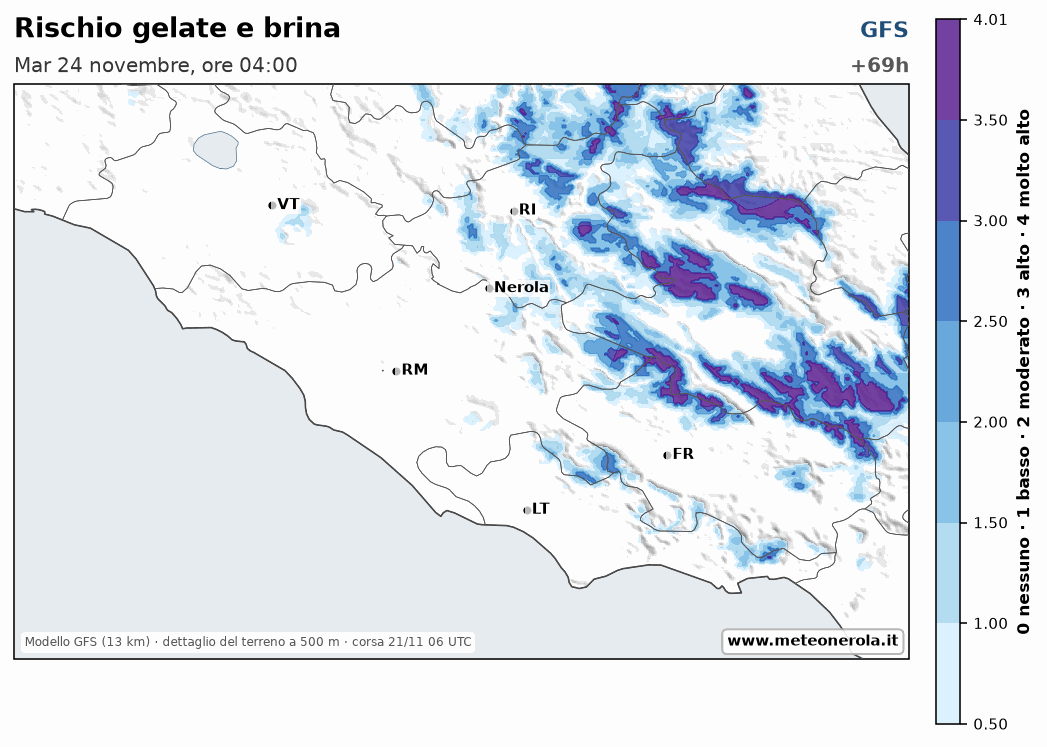 Rischio gelate e brina
GFS
Mar 24 novembre, ore 04:00
+69h
VT
RI
Nerola
RM
FR
LT
Modello GFS (13 km) · dettaglio del terreno a 500 m · corsa 21/11 06 UTC
www.meteonerola.it
4.01
3.50
3.00
2.50
2.00
1.50
1.00
0.50
0 nessuno · 1 basso · 2 moderato · 3 alto · 4 molto alto